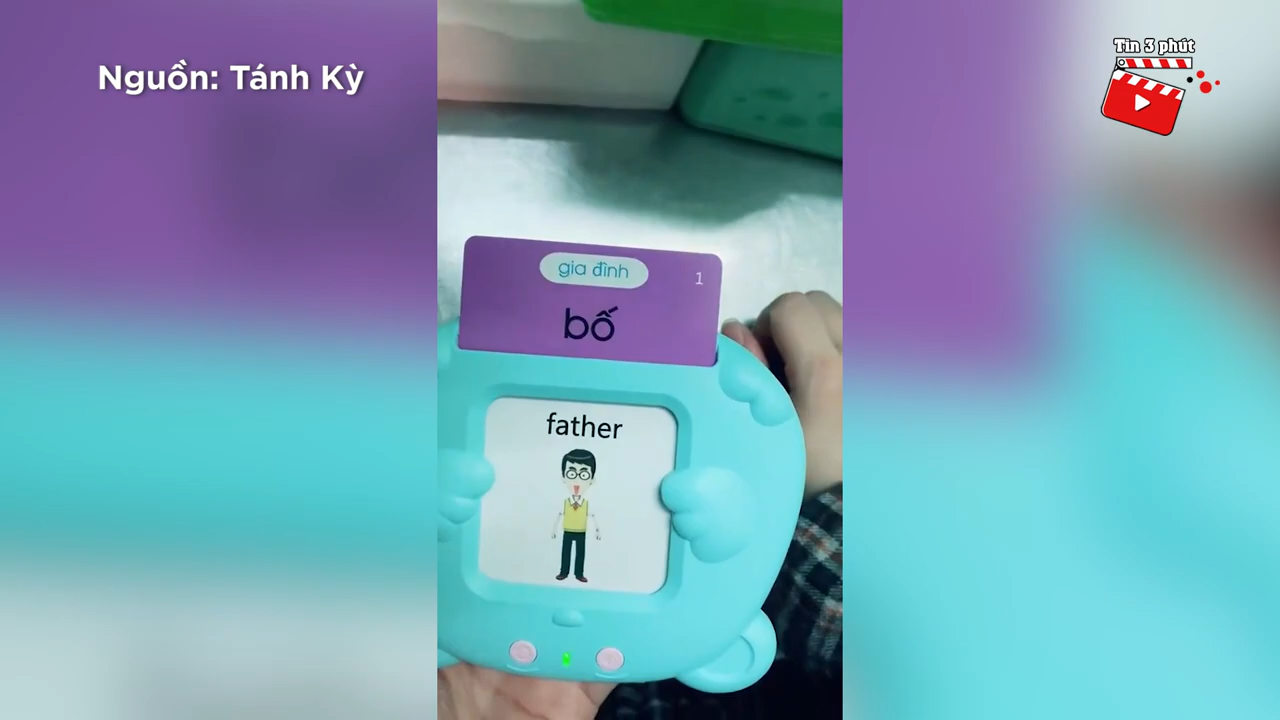 Nguồn: Tánh Kỳ
Tin 3 phút
gia đình
1
bố
father